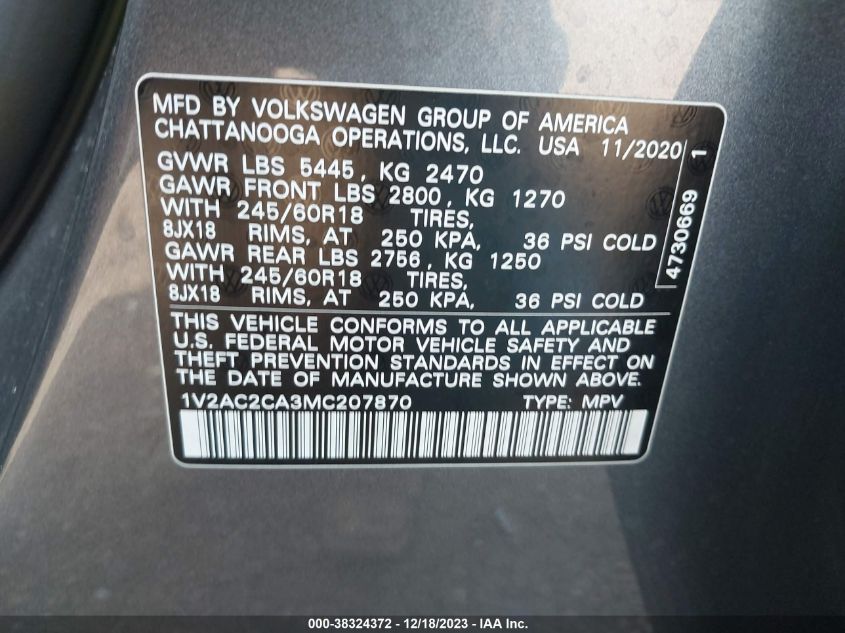 MFD BY VOLKSWAGEN GROUP OF AMERICA
CHATTANOOGA OPERATIONS, LLC. USA 11/2020
GVWR LBS 5445, KG 2470
GAWR FRONT LBS 2800, KG 1270
WITH 245/60R18 TIRES,
8JX18 RIMS, AT 250 KPA, 36 PSI COLD
GAWR REAR LBS 2756, KG 1250
WITH 245/60R18 TIRES,
8JX18 RIMS, AT 250 KPA, 36 PSI COLD
4730669 1
THIS VEHICLE CONFORMS TO ALL APPLICABLE
U.S. FEDERAL MOTOR VEHICLE SAFETY AND
THEFT PREVENTION STANDARDS IN EFFECT ON
THE DATE OF MANUFACTURE SHOWN ABOVE.
1V2AC2CA3MC207870 TYPE: MPV
000-38324372 - 12/18/2023 - IAA Inc.